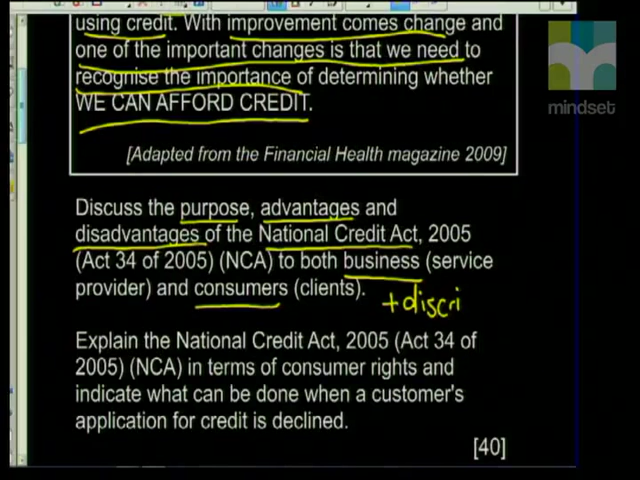 using credit. With improvement comes change and
one of the important changes is that we need to
recognise the importance of determining whether
WE CAN AFFORD CREDIT.
[Adapted from the Financial Health magazine 2009]
mindset
Discuss the purpose, advantages and
disadvantages of the National Credit Act, 2005
(Act 34 of 2005) (NCA) to both business (service
provider) and consumers (clients).
+discri
Explain the National Credit Act, 2005 (Act 34 of
2005) (NCA) in terms of consumer rights and
indicate what can be done when a customer's
application for credit is declined.
[40]